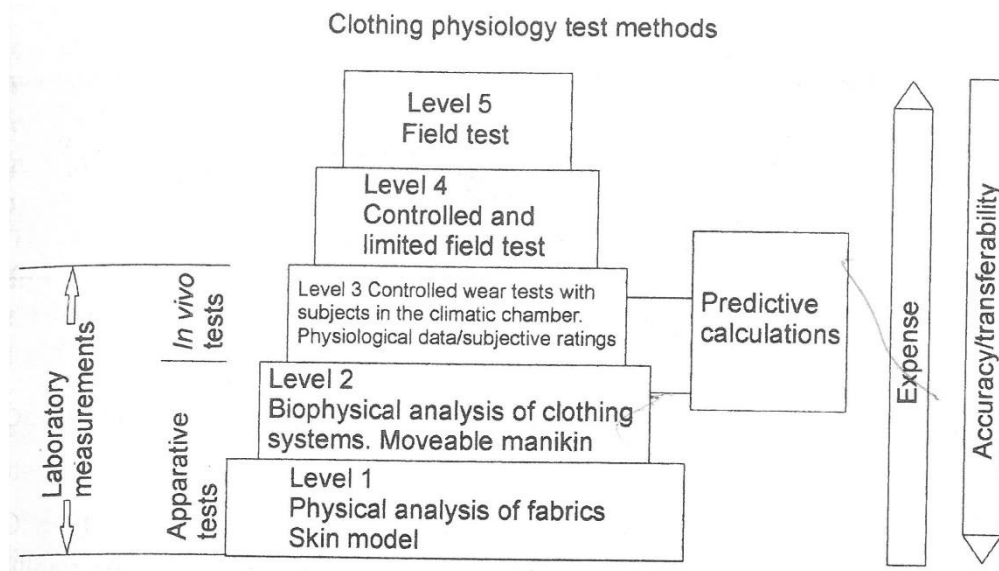 Clothing physiology test methods
Level 5
Field test
Level 4
Controlled and
limited field test
Level 3 Controlled wear tests with
subjects in the climatic chamber.
Physiological data/subjective ratings
Level 2
Biophysical analysis of clothing
systems. Moveable manikin
Level 1
Physical analysis of fabrics
Skin model
Laboratory
measurements
In vivo
tests
Apparative
tests
Predictive
calculations
Expense
Accuracy/transferability